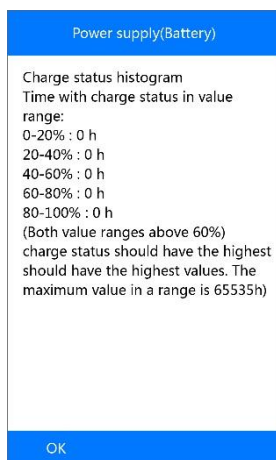 Power supply(Battery)
Charge status histogram
Time with charge status in value
range:
0-20% : 0 h
20-40% : 0 h
40-60% : 0 h
60-80% : 0 h
80-100% : 0 h
(Both value ranges above 60%)
charge status should have the highest
should have the highest values. The
maximum value in a range is 65535h)
OK